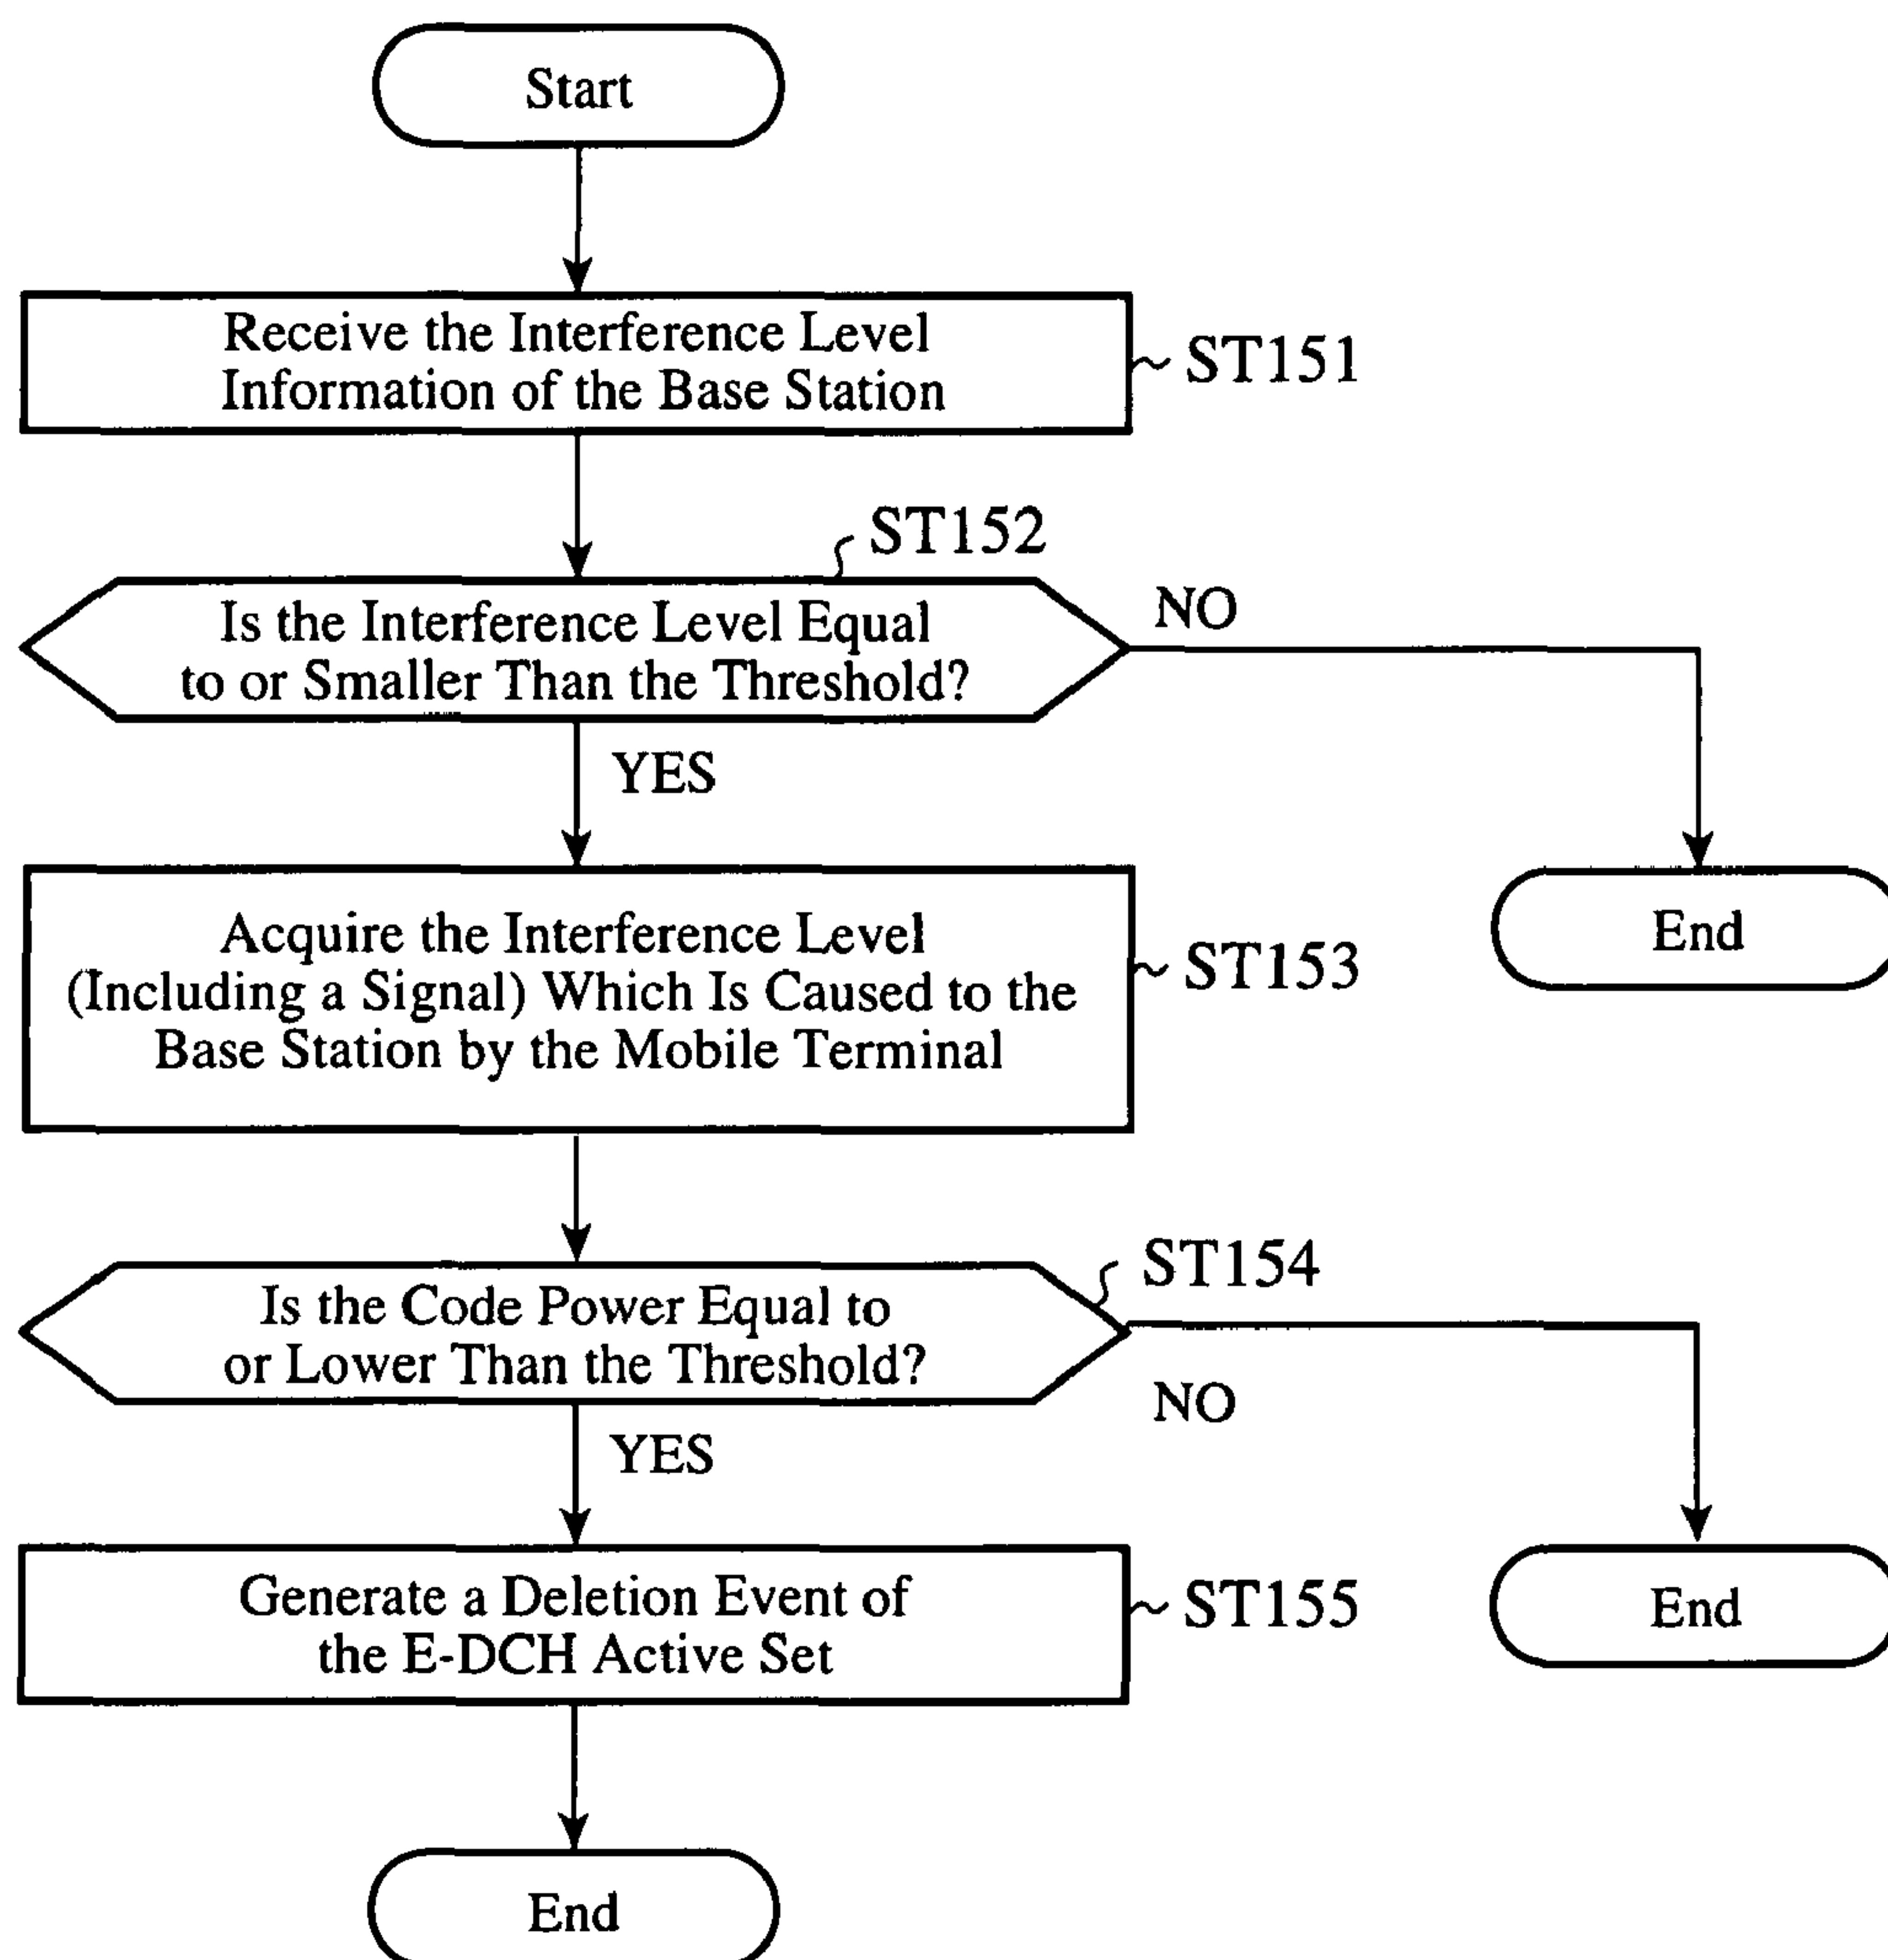 Start
Receive the Interference Level
Information of the Base Station
ST151
ST152
Is the Interference Level Equal
to or Smaller Than the Threshold?
NO
YES
Acquire the Interference Level
(Including a Signal) Which Is Caused to the
Base Station by the Mobile Terminal
ST153
End
ST154
Is the Code Power Equal to
or Lower Than the Threshold?
NO
YES
Generate a Deletion Event of
the E-DCH Active Set
ST155
End
End